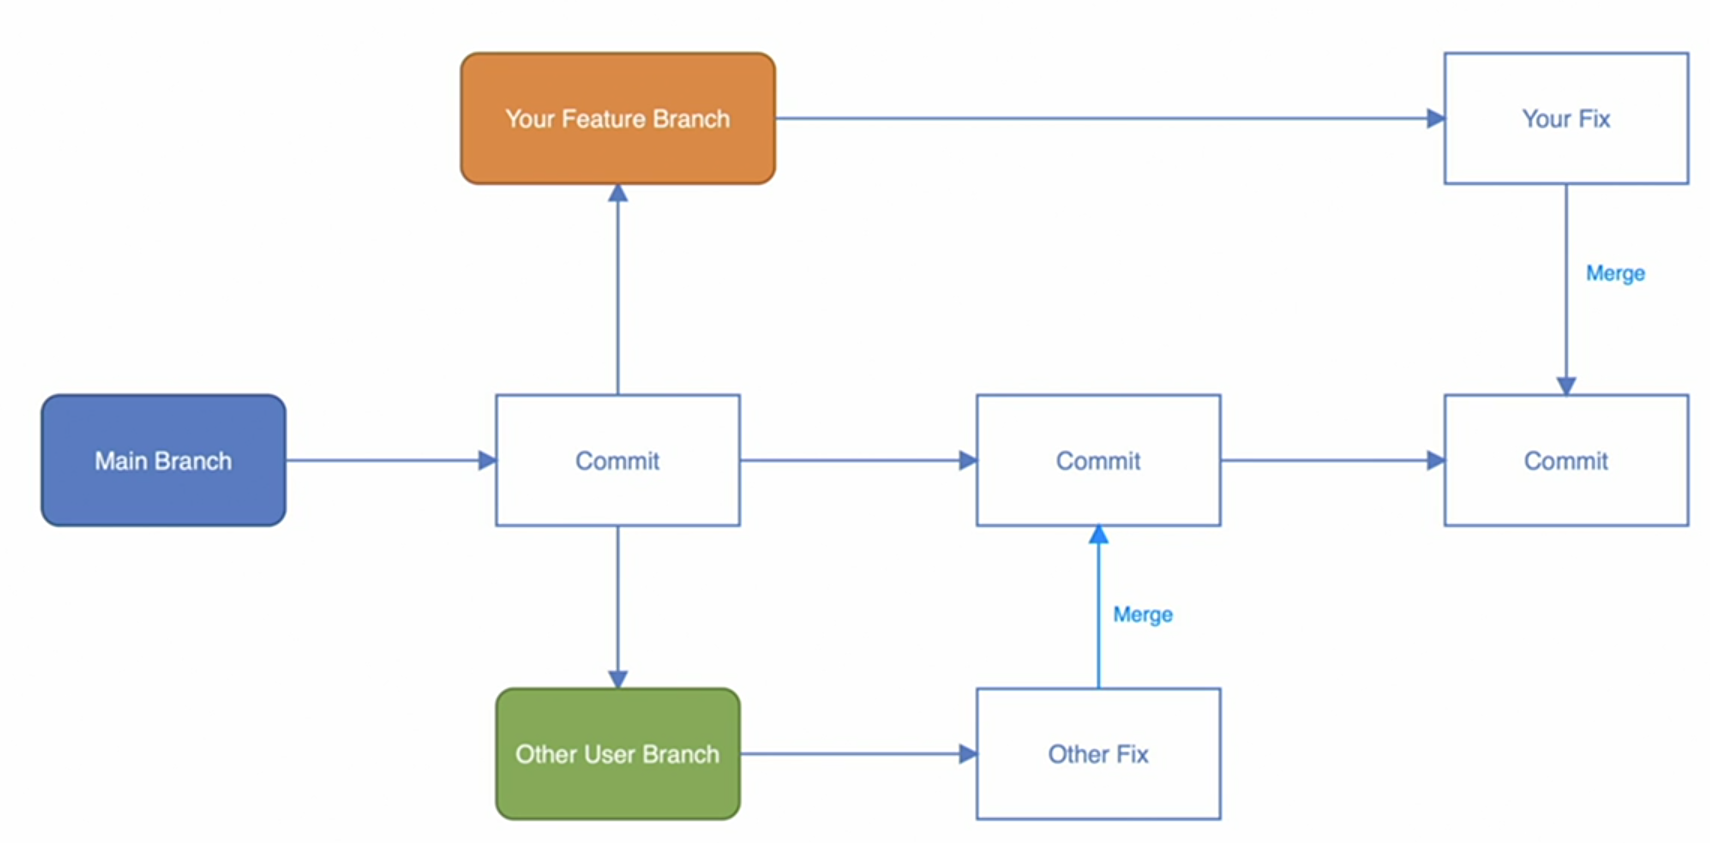 Your Feature Branch
Your Fix
Merge
Main Branch
Commit
Commit
Commit
Merge
Other User Branch
Other Fix